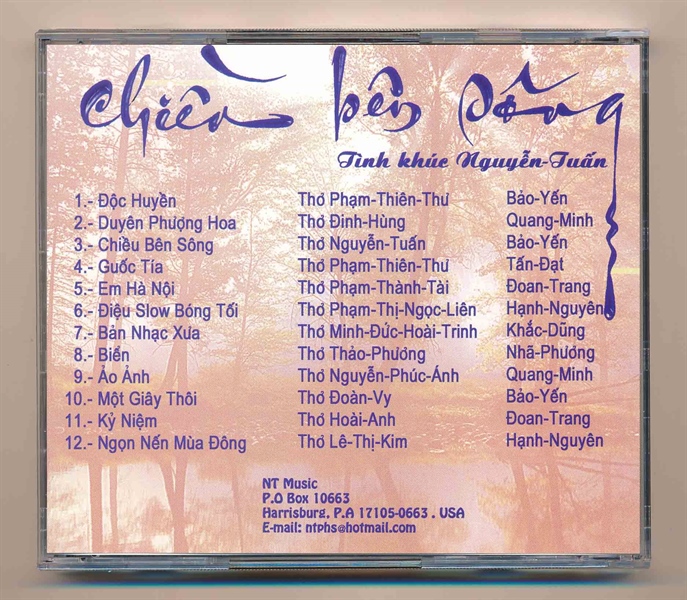 Chiều bên sông
Tình khúc Nguyễn-Tuấn
1.- Độc Huyền Thơ Phạm-Thiên-Thư Bảo-Yến
2.- Duyên Phượng Hoa Thơ Đinh-Hùng Quang-Minh
3.- Chiều Bên Sông Thơ Nguyễn-Tuấn Bảo-Yến
4.- Guốc Tía Thơ Phạm-Thiên-Thư Tấn-Đạt
5.- Em Hà Nội Thơ Phạm-Thành-Tài Đoan-Trang
6.- Điệu Slow Bóng Tối Thơ Phạm-Thị-Ngọc-Liên Hạnh-Nguyên
7.- Bản Nhạc Xưa Thơ Minh-Đức-Hoài-Trinh Khắc-Dũng
8.- Biển Thơ Thảo-Phương Nhã-Phương
9.- Ảo Ảnh Thơ Nguyễn-Phúc-Ánh Quang-Minh
10.- Một Giây Thôi Thơ Đoàn-Vy Bảo-Yến
11.- Kỷ Niệm Thơ Hoài-Anh Đoan-Trang
12.- Ngọn Nến Mùa Đông Thơ Lê-Thị-Kim Hạnh-Nguyên
NT Music
P.O Box 10663
Harrisburg, P.A 17105-0663 . USA
E-mail: ntphs@hotmail.com